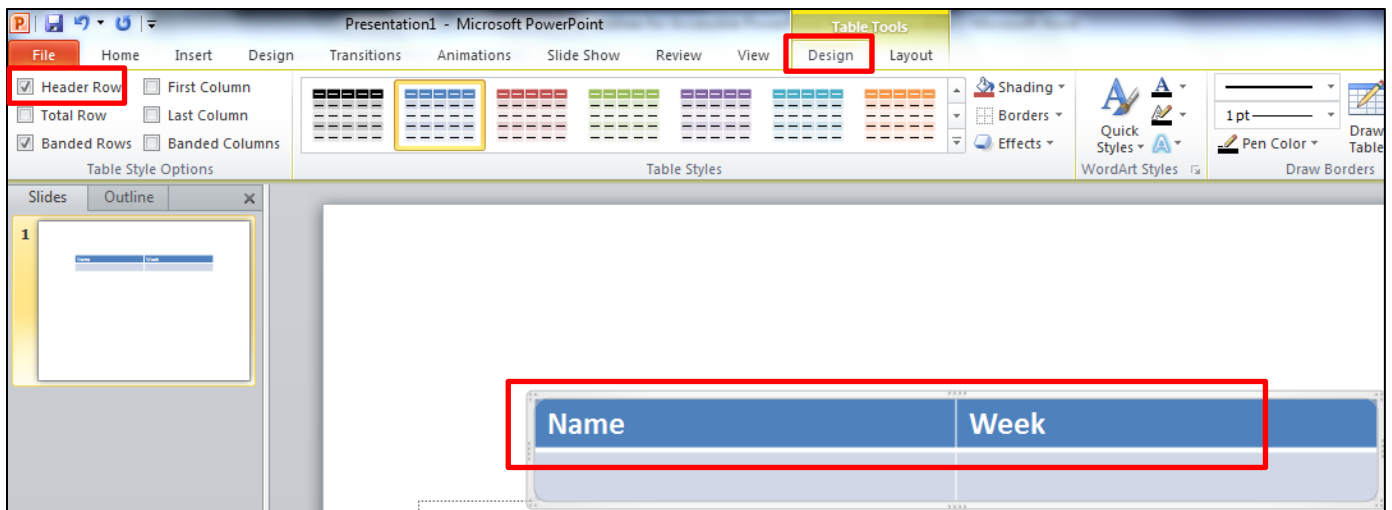 Presentation1 - Microsoft PowerPoint
Table Tools
File Home Insert Design Transitions Animations Slide Show Review View Design Layout
Header Row First Column
Total Row Last Column
Banded Rows Banded Columns
Table Style Options
Table Styles
Shading
Borders
Effects
Quick
Styles
WordArt Styles
1 pt
Pen Color
Draw
Table
Draw Borders
Slides Outline
1
Name Week
Name Week